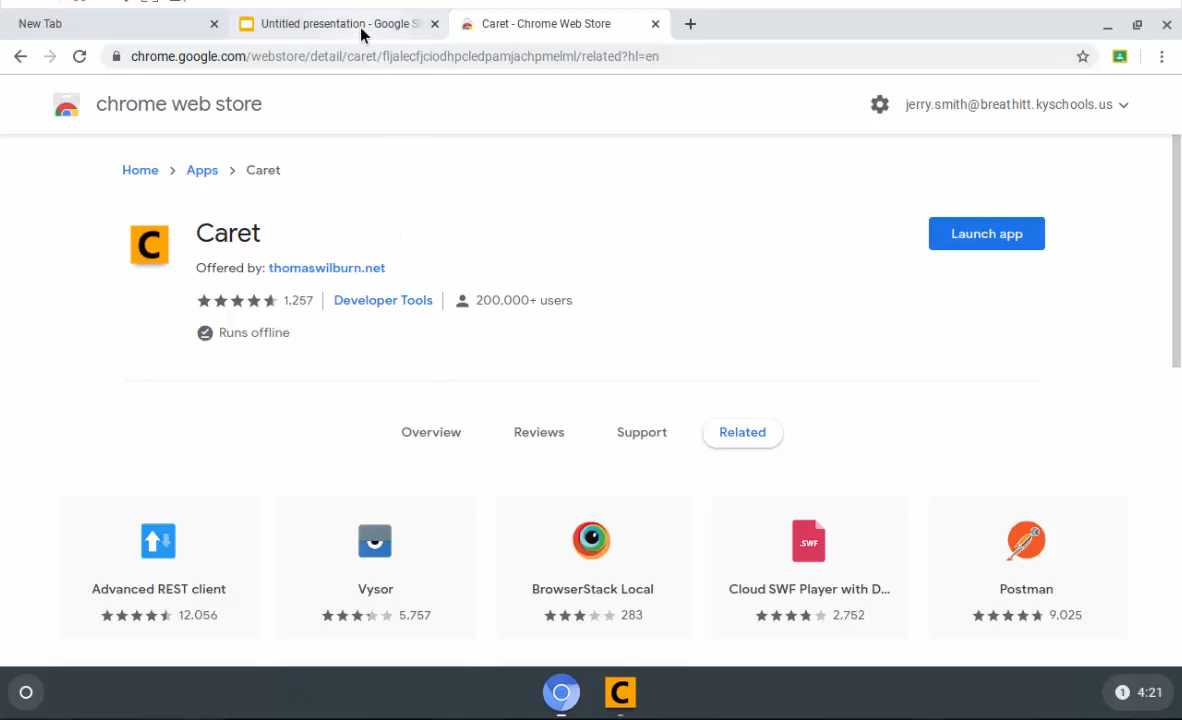 New Tab
Untitled presentation - Google Sl
Caret - Chrome Web Store
chrome.google.com/webstore/detail/caret/fljalecfjciodhpcledpamjachpmelml/related?hl=en
chrome web store
jerry.smith@breathitt.kyschools.us
Home > Apps > Caret
C
Caret
Launch app
Offered by: thomaswilburn.net
1,257 | Developer Tools | 200,000+ users
Runs offline
Overview Reviews Support Related
.SWF
Advanced REST client Vysor BrowserStack Local Cloud SWF Player with D... Postman
12,056 5,757 283 2,752 9,025
C
1 4:21